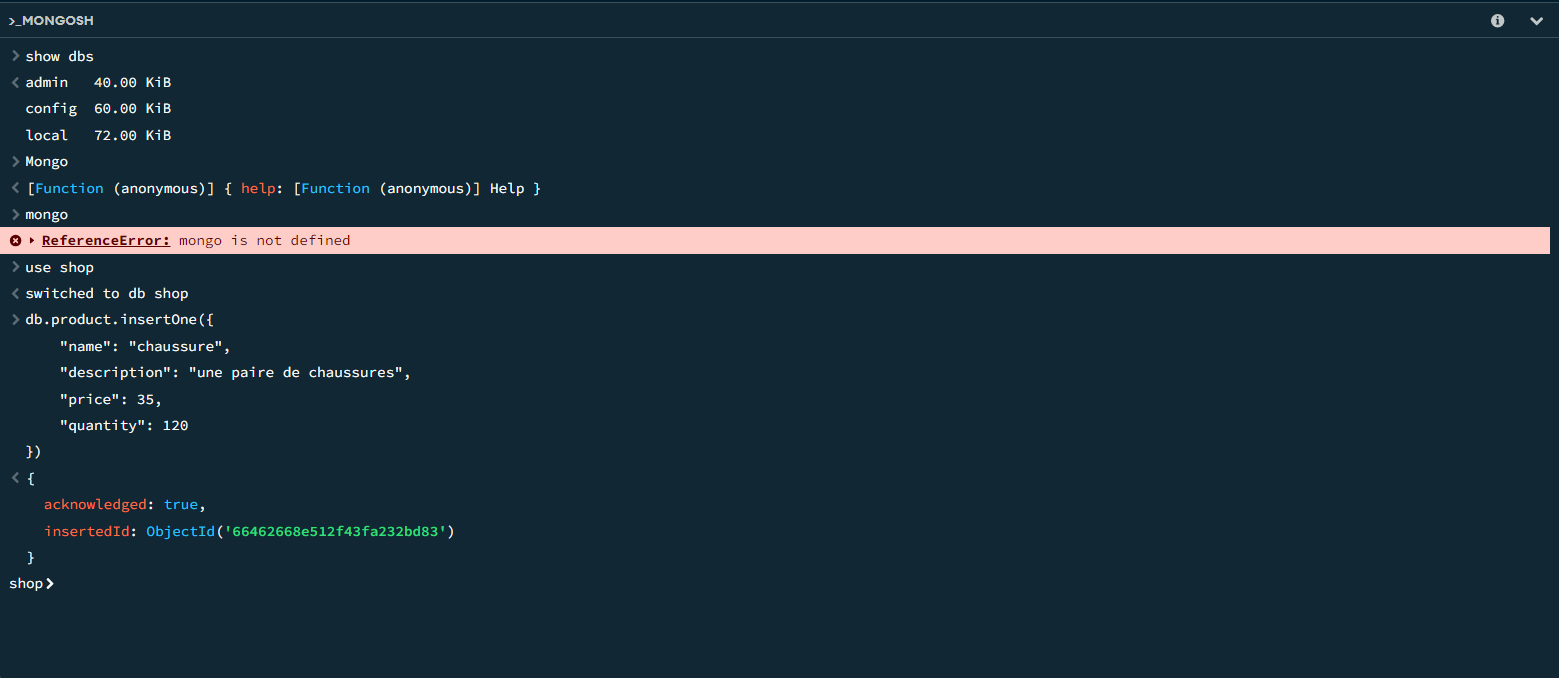 >_MONGOSH
> show dbs
< admin   40.00 KiB
  config  60.00 KiB
  local   72.00 KiB
> Mongo
< [Function (anonymous)] { help: [Function (anonymous)] Help }
> mongo
ReferenceError: mongo is not defined
> use shop
< switched to db shop
> db.product.insertOne({
      "name": "chaussure",
      "description": "une paire de chaussures",
      "price": 35,
      "quantity": 120
  })
< {
    acknowledged: true,
    insertedId: ObjectId('66462668e512f43fa232bd83')
  }
shop>